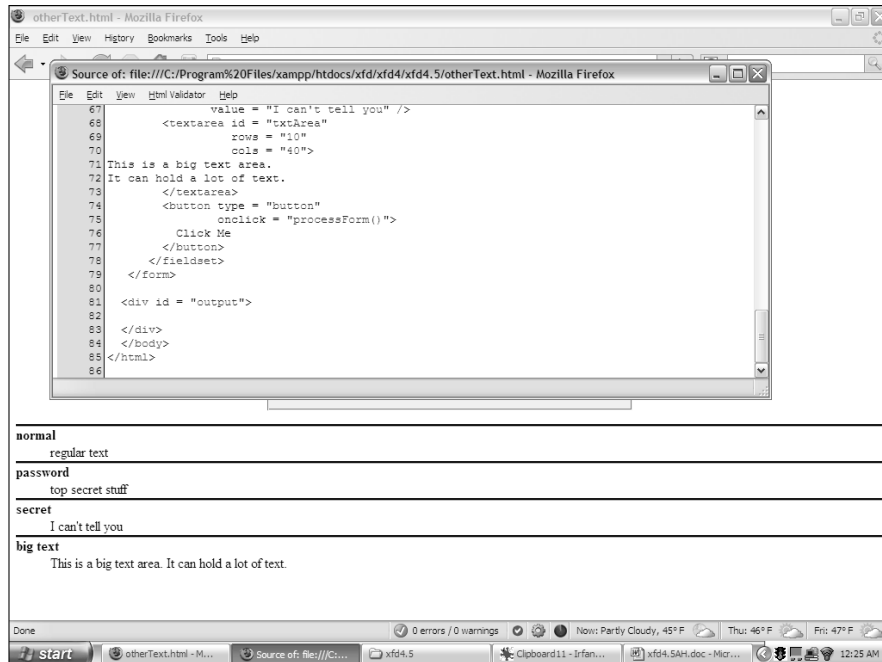 otherText.html - Mozilla Firefox
File Edit View History Bookmarks Tools Help
Source of: file:///C:/Program%20Files/xampp/htdocs/xfd/xfd4/xfd4.5/otherText.html - Mozilla Firefox
File Edit View Html Validator Help
67 value = "I can't tell you" />
68 <textarea id = "txtArea"
69 rows = "10"
70 cols = "40">
71 This is a big text area.
72 It can hold a lot of text.
73 </textarea>
74 <button type = "button"
75 onclick = "processForm()">
76 Click Me
77 </button>
78 </fieldset>
79 </form>
80
81 <div id = "output">
82
83 </div>
84 </body>
85 </html>
86
normal
regular text
password
top secret stuff
secret
I can't tell you
big text
This is a big text area. It can hold a lot of text.
Done 0 errors / 0 warnings Now: Partly Cloudy, 45° F Thu: 46° F Fri: 47° F
start otherText.html - M... Source of: file:///C:... xfd4.5 Clipboard11 - Irfan... xfd4.5AH.doc - Micr... 12:25 AM